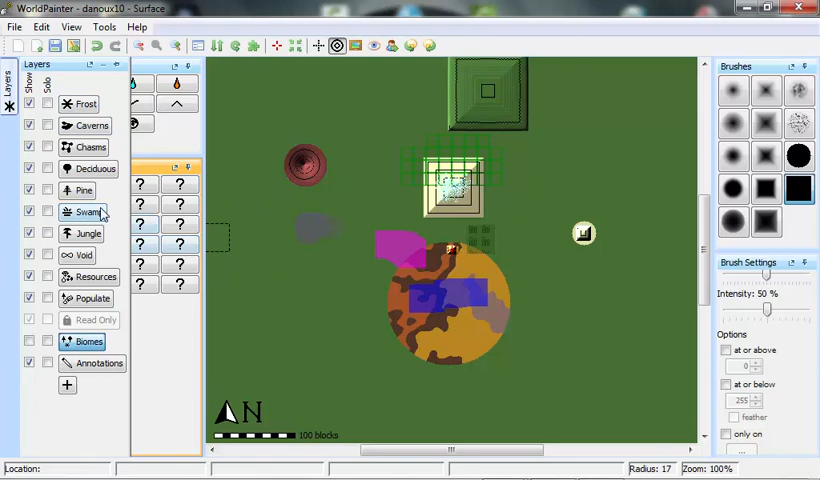 WorldPainter - danoux10 - Surface
File Edit View Tools Help
Layers
Layers
Show
Solo
Frost
Caverns
Chasms
Deciduous
Pine
Swamp
Jungle
Void
Resources
Populate
Read Only
Biomes
Annotations
+
? ?
? ?
? ?
? ?
? ?
? ?
N
100 blocks
Brushes
Brush Settings
Intensity: 50 %
Options
at or above
0
at or below
255
feather
only on
...
Location:
Radius: 17
Zoom: 100%